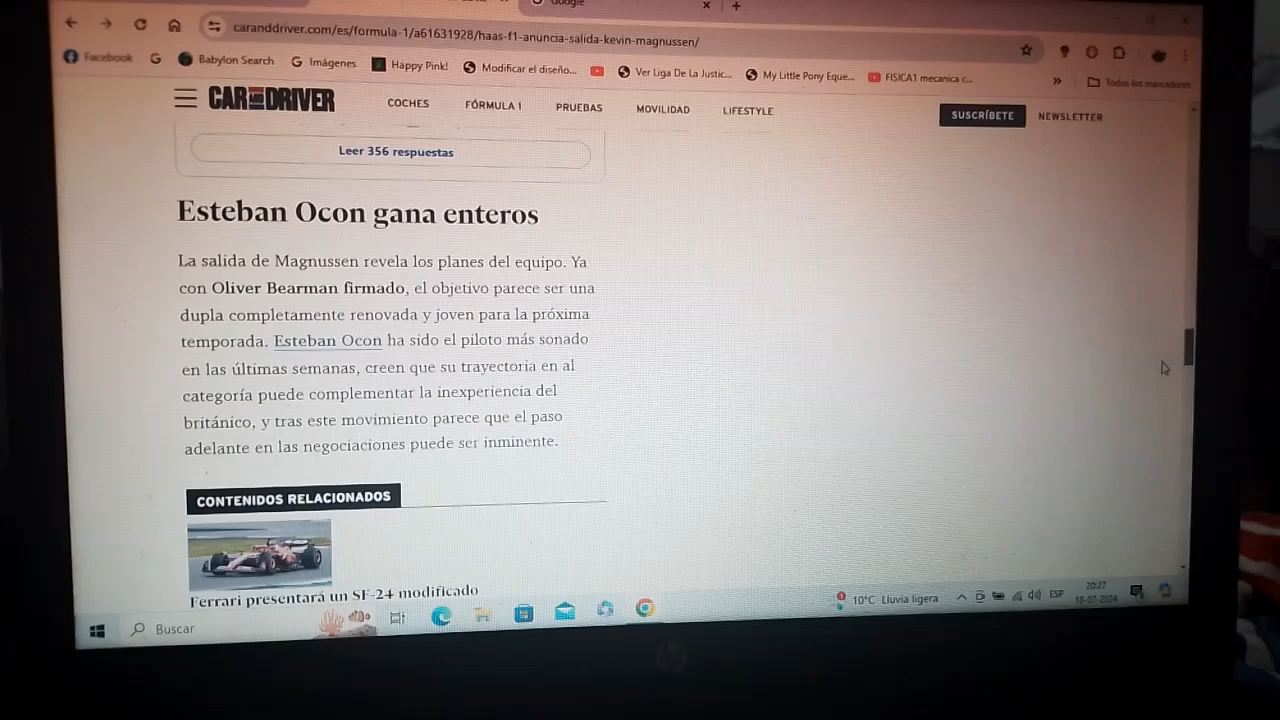 Google
caranddriver.com/es/formula-1/a61631928/haas-f1-anuncia-salida-kevin-magnussen/
Facebook Babylon Search Imágenes Happy Pink! Modificar el diseño... Ver Liga De La Justic... My Little Pony Eque... FISICA1 mecanica c... » Todos los marcadores
CAR AND DRIVER COCHES FÓRMULA 1 PRUEBAS MOVILIDAD LIFESTYLE SUSCRÍBETE NEWSLETTER
Leer 356 respuestas
Esteban Ocon gana enteros
La salida de Magnussen revela los planes del equipo. Ya
con Oliver Bearman firmado, el objetivo parece ser una
dupla completamente renovada y joven para la próxima
temporada. Esteban Ocon ha sido el piloto más sonado
en las últimas semanas, creen que su trayectoria en al
categoría puede complementar la inexperiencia del
británico, y tras este movimiento parece que el paso
adelante en las negociaciones puede ser inminente.
CONTENIDOS RELACIONADOS
Ferrari presentará un SF-24 modificado
Buscar 10°C Lluvia ligera ESP 20:27
18-07-2024